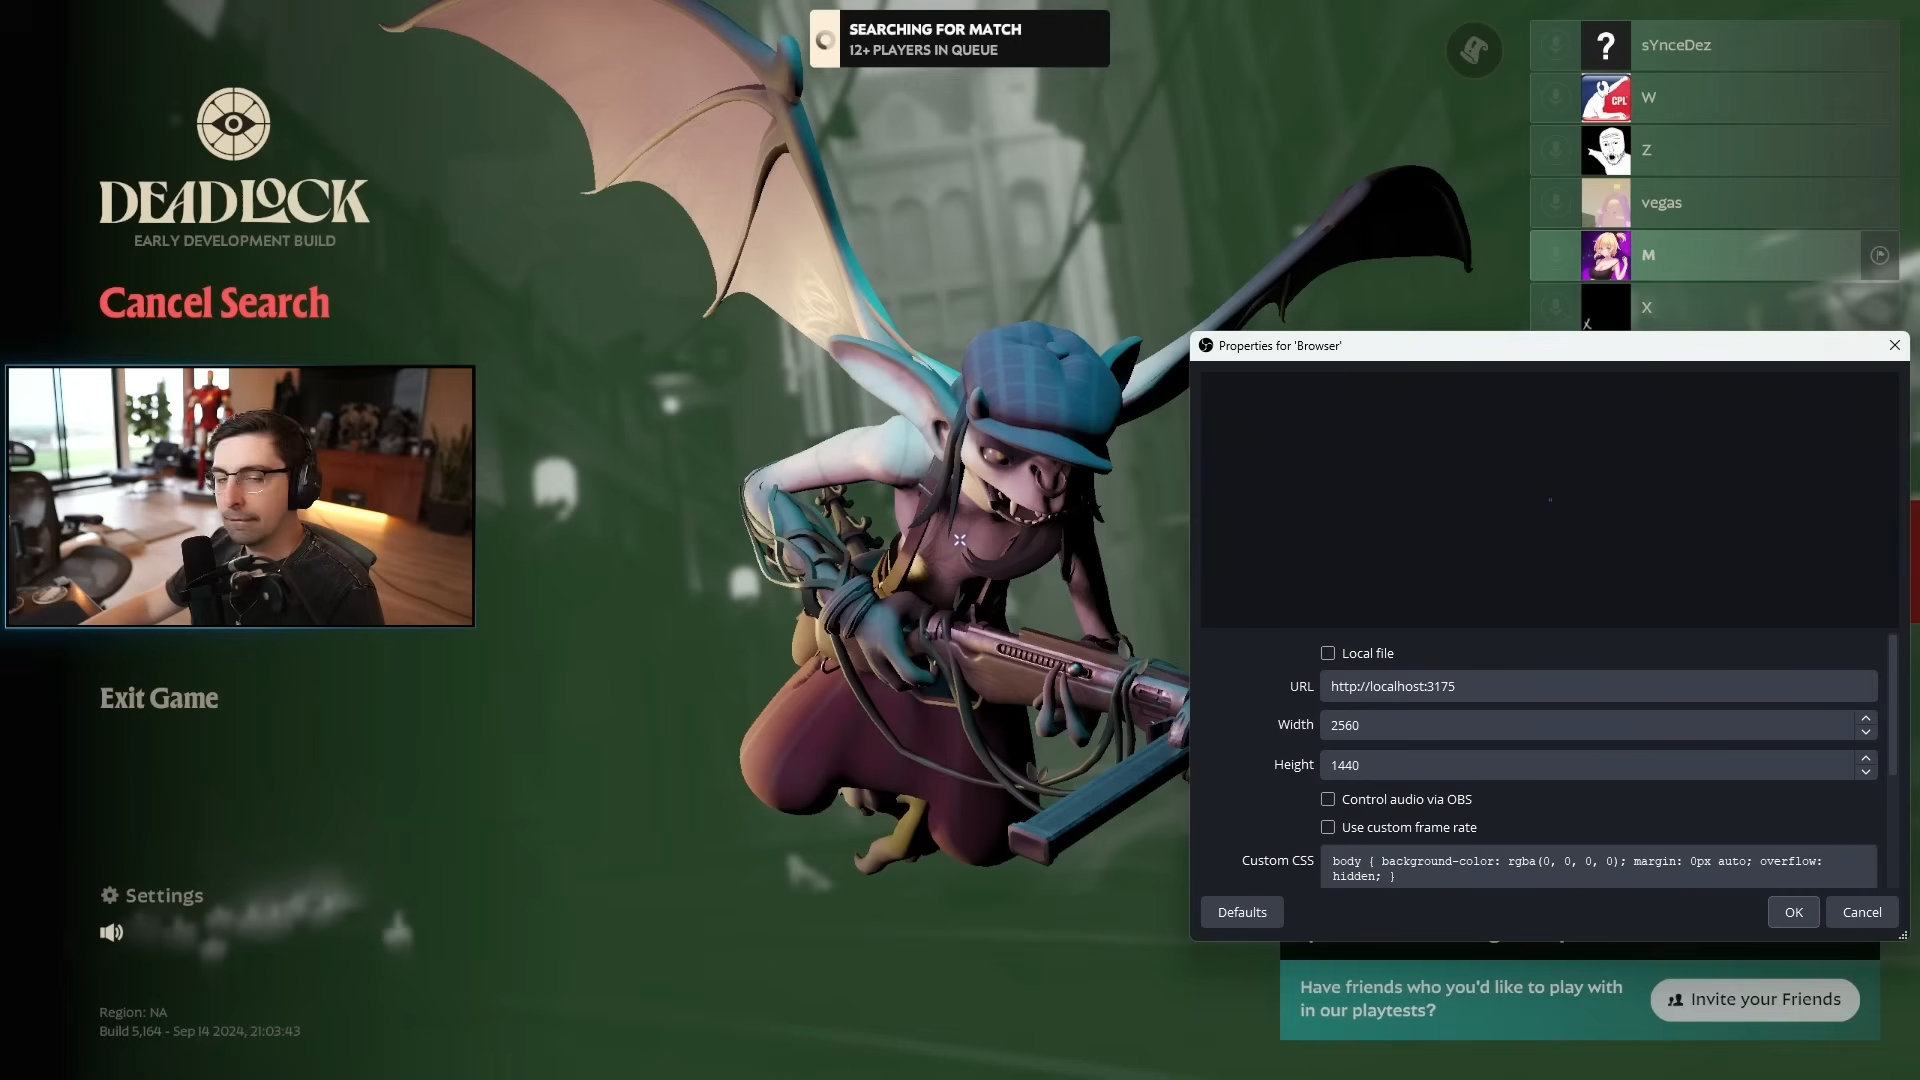 SEARCHING FOR MATCH
12+ PLAYERS IN QUEUE
sYnceDez
W
CPL
Z
vegas
M
X
DEADLOCK
EARLY DEVELOPMENT BUILD
Cancel Search
Exit Game
Settings
Region: NA
Build 5,164 - Sep 14 2024, 21:03:43
Properties for 'Browser'
Local file
URL
http://localhost:3175
Width
2560
Height
1440
Control audio via OBS
Use custom frame rate
Custom CSS
body { background-color: rgba(0, 0, 0, 0); margin: 0px auto; overflow:
hidden; }
Defaults
OK
Cancel
Have friends who you'd like to play with
in our playtests?
Invite your Friends